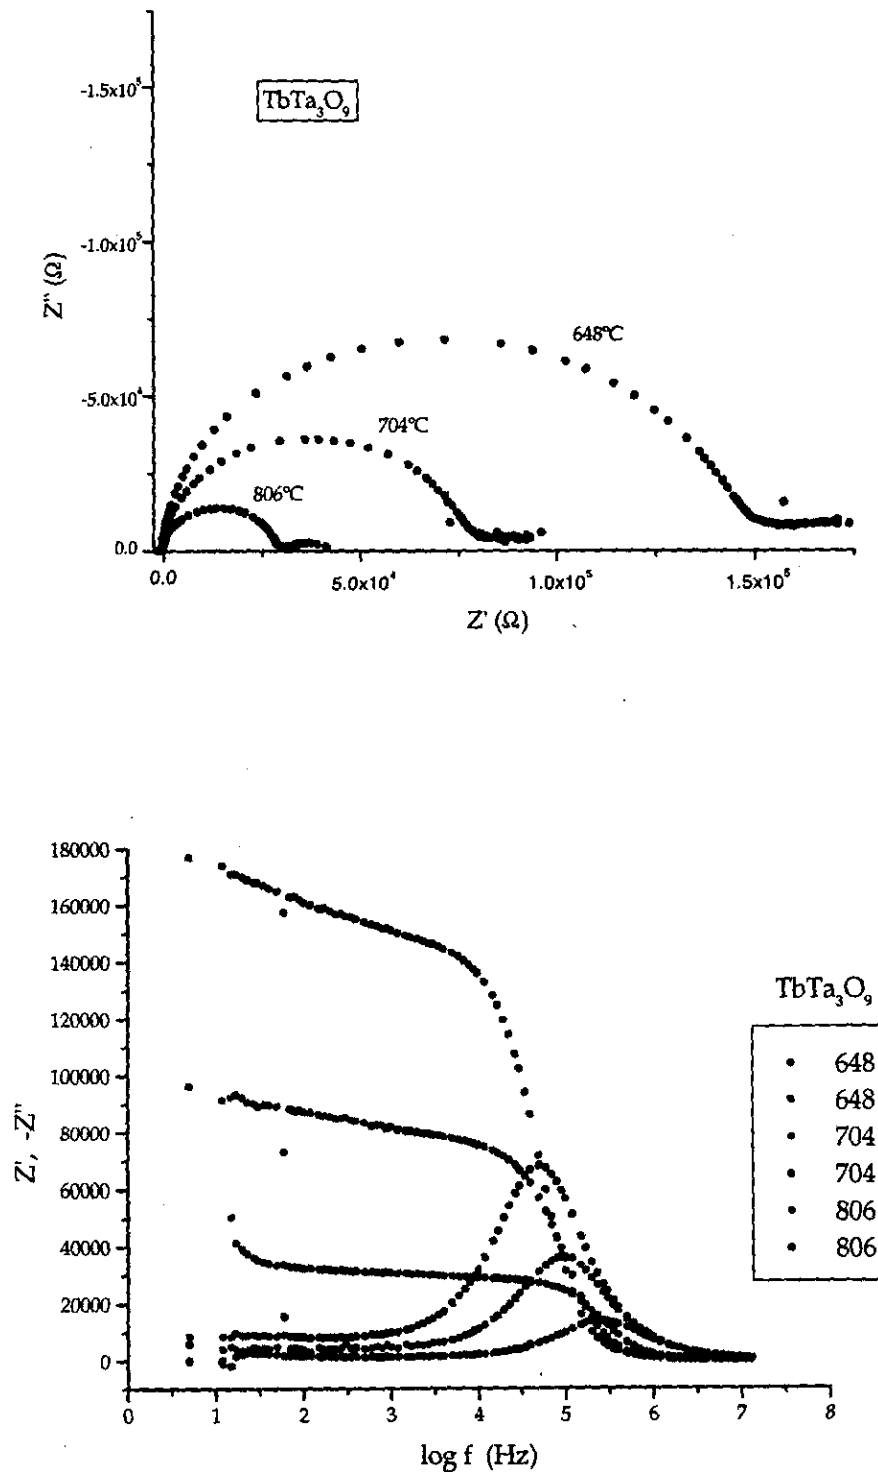 TbTa₃O₉
-1.5x10⁵
-1.0x10⁵
-5.0x10⁴
0.0
Z'' (Ω)
648°C
704°C
806°C
0.0
5.0x10⁴
1.0x10⁵
1.5x10⁵
Z' (Ω)
180000
160000
140000
120000
100000
80000
60000
40000
20000
0
Z', -Z''
TbTa₃O₉
648
648
704
704
806
806
0 1 2 3 4 5 6 7 8
log f (Hz)